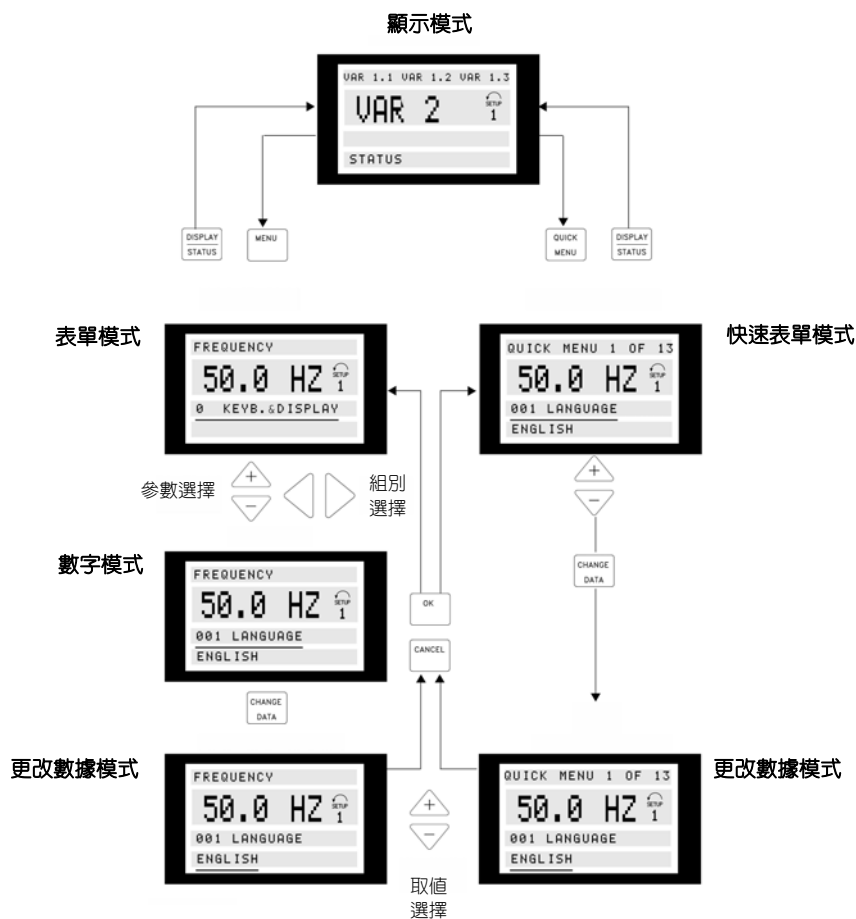 顯示模式
VAR 1.1 VAR 1.2 VAR 1.3
VAR 2
SETUP
1
STATUS
DISPLAY
STATUS
MENU
QUICK
MENU
DISPLAY
STATUS
表單模式
FREQUENCY
50.0 HZ
SETUP
1
0 KEYB.&DISPLAY
快速表單模式
QUICK MENU 1 OF 13
50.0 HZ
SETUP
1
001 LANGUAGE
ENGLISH
參數選擇
+
−
組別
選擇
+
−
數字模式
FREQUENCY
50.0 HZ
SETUP
1
001 LANGUAGE
ENGLISH
OK
CANCEL
CHANGE
DATA
CHANGE
DATA
更改數據模式
FREQUENCY
50.0 HZ
SETUP
1
001 LANGUAGE
ENGLISH
+
−
取值
選擇
更改數據模式
QUICK MENU 1 OF 13
50.0 HZ
SETUP
1
001 LANGUAGE
ENGLISH